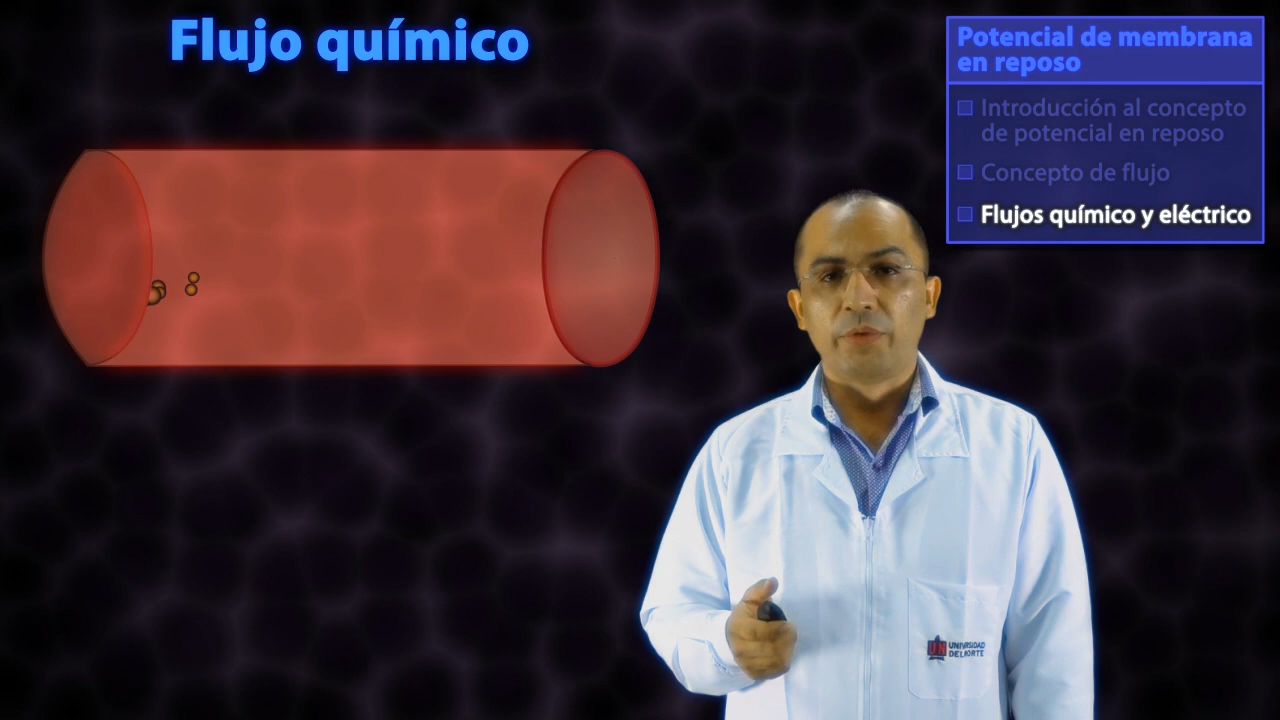 Flujo químico
Potencial de membrana
en reposo
Introducción al concepto
de potencial en reposo
Concepto de flujo
Flujos químico y eléctrico
UN UNIVERSIDAD
DEL NORTE